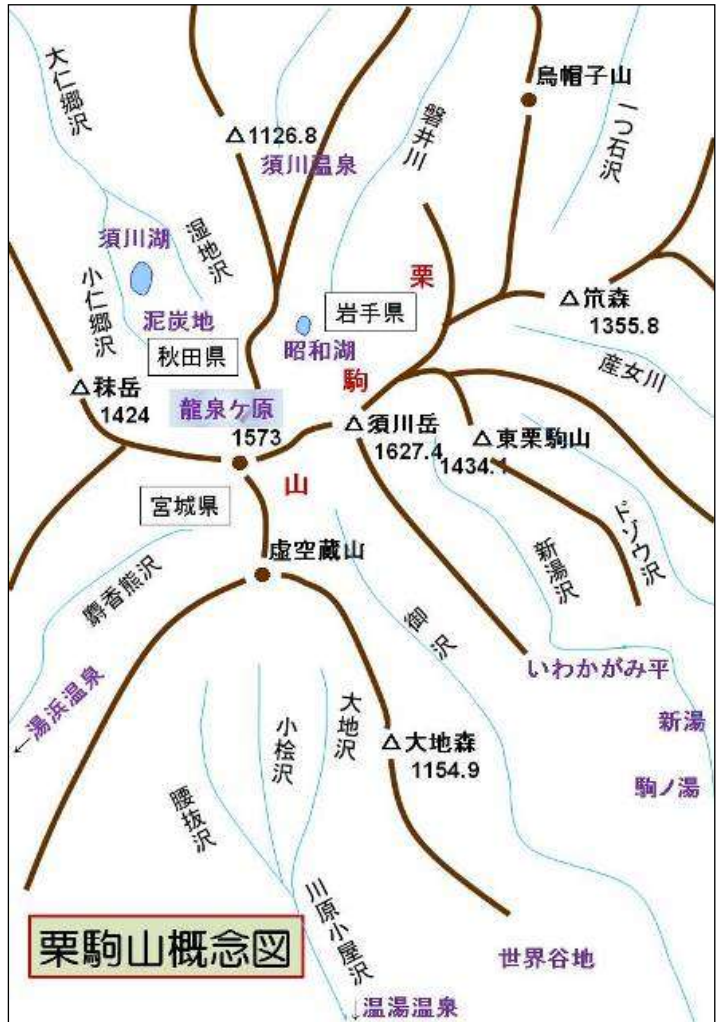 大仁郷沢
烏帽子山
一つ石沢
磐井川
△1126.8
須川温泉
須川湖
湿地沢
小仁郷沢
泥炭地
栗
岩手県
昭和湖
△笊森
1355.8
産女川
秋田県
△秣岳
1424
龍泉ケ原
1573
駒
△須川岳
1627.4
△東栗駒山
1434.1
山
宮城県
ドゾウ沢
新湯沢
虚空蔵山
麝香熊沢
御沢
←湯浜温泉
いわかがみ平
新湯
大地沢
小桧沢
△大地森
1154.9
駒ノ湯
腰抜沢
川原小屋沢
栗駒山概念図
世界谷地
↓温湯温泉